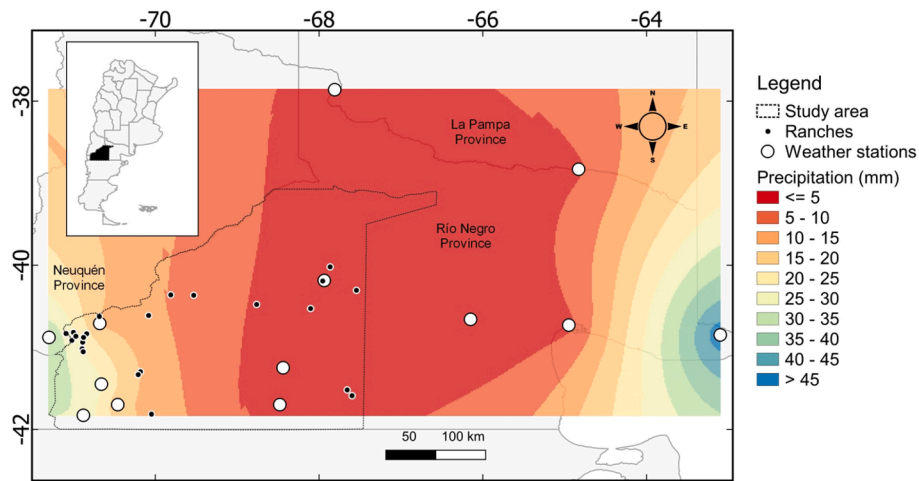 -70 -68 -66 -64
-38
-40
-42
N
W E
S
La Pampa
Province
Río Negro
Province
Neuquén
Province
50 100 km
Legend
Study area
Ranches
Weather stations
Precipitation (mm)
<= 5
5 - 10
10 - 15
15 - 20
20 - 25
25 - 30
30 - 35
35 - 40
40 - 45
> 45